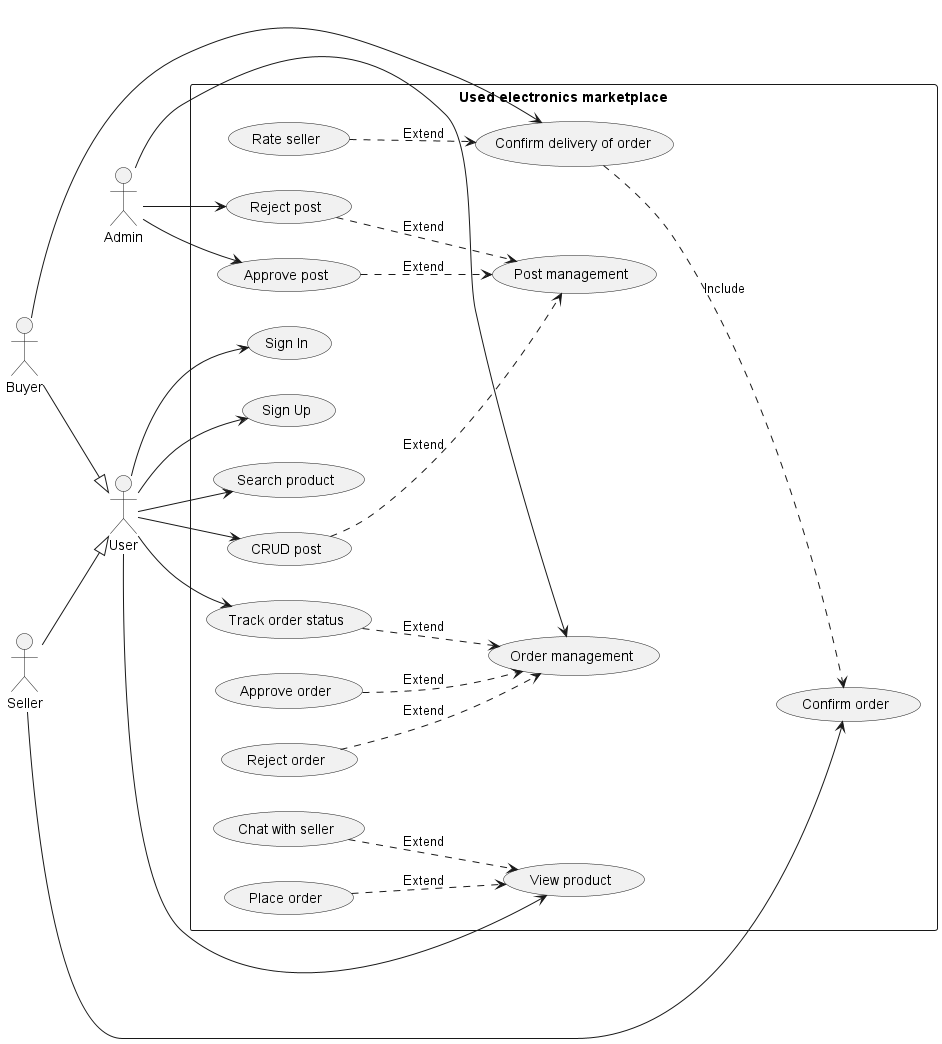 Used electronics marketplace
Rate seller
Extend
Confirm delivery of order
Admin
Reject post
Extend
Approve post
Extend
Post management
Include
Buyer
Sign In
Sign Up
Extend
Search product
User
CRUD post
Track order status
Extend
Order management
Seller
Approve order
Extend
Confirm order
Extend
Reject order
Chat with seller
Extend
View product
Place order
Extend